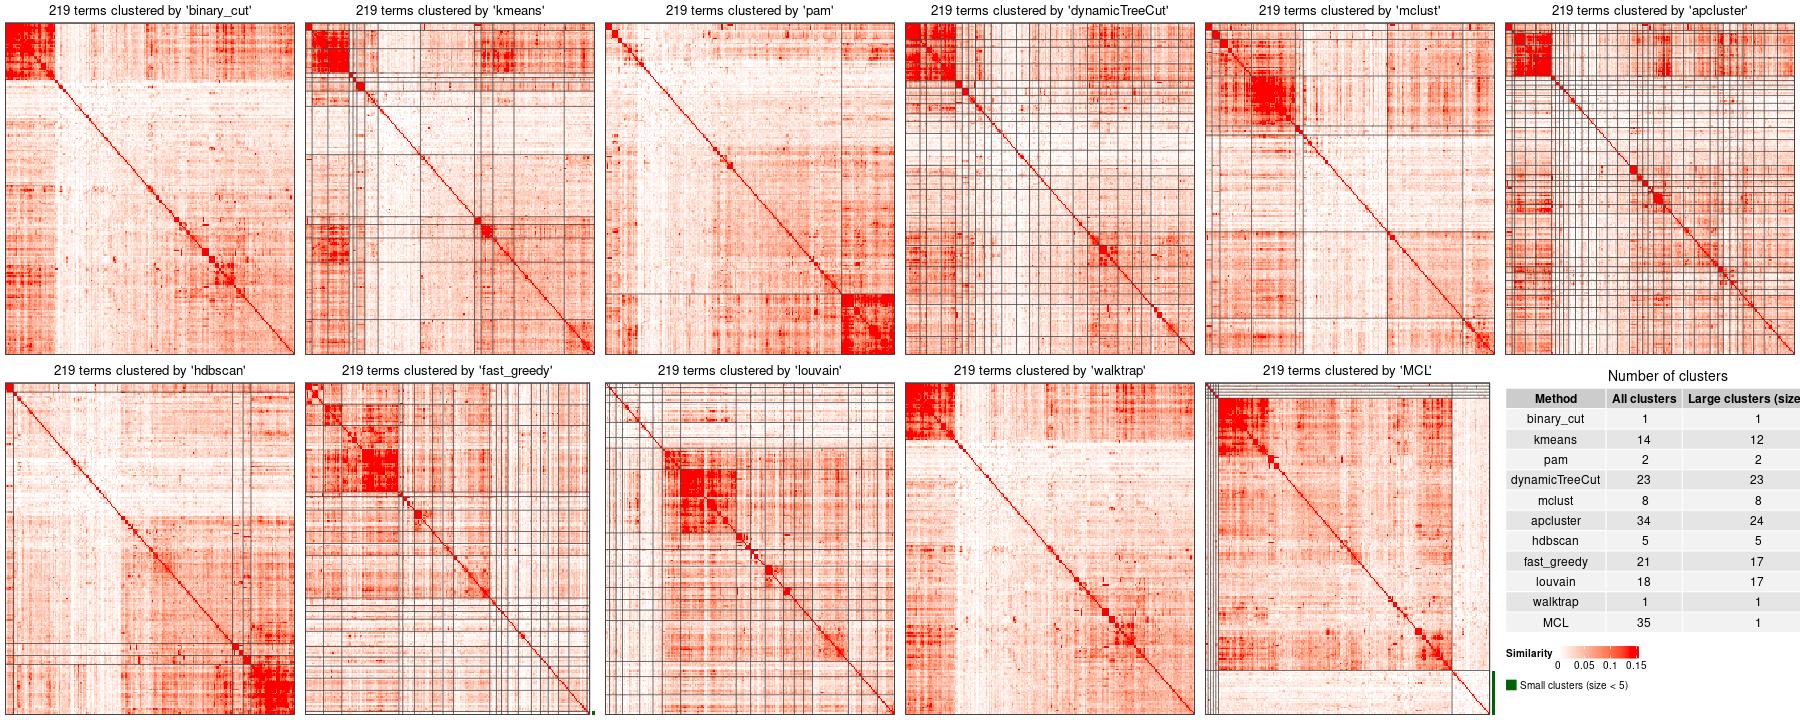 219 terms clustered by 'binary_cut'
219 terms clustered by 'kmeans'
219 terms clustered by 'pam'
219 terms clustered by 'dynamicTreeCut'
219 terms clustered by 'mclust'
219 terms clustered by 'apcluster'
219 terms clustered by 'hdbscan'
219 terms clustered by 'fast_greedy'
219 terms clustered by 'louvain'
219 terms clustered by 'walktrap'
219 terms clustered by 'MCL'
Number of clusters
Method All clusters Large clusters (size
binary_cut 1 1
kmeans 14 12
pam 2 2
dynamicTreeCut 23 23
mclust 8 8
apcluster 34 24
hdbscan 5 5
fast_greedy 21 17
louvain 18 17
walktrap 1 1
MCL 35 1
Similarity
0 0.05 0.1 0.15
Small clusters (size < 5)